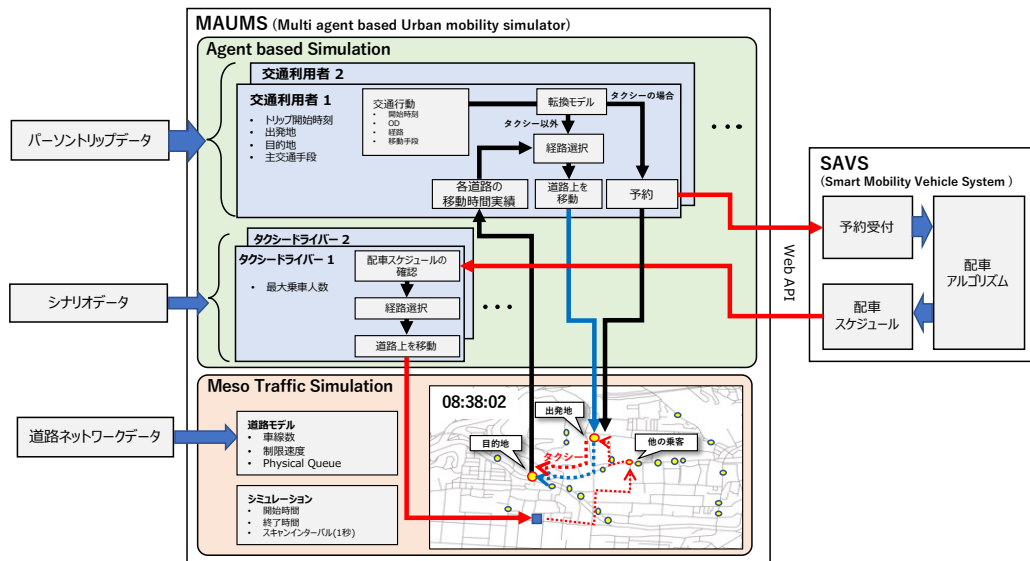 MAUMS (Multi agent based Urban mobility simulator)
Agent based Simulation
交通利用者 2
交通利用者 1
• トリップ開始時刻
• 出発地
• 目的地
• 主交通手段
交通行動
• 開始時刻
• OD
• 経路
• 移動手段
転換モデル
タクシーの場合
タクシー以外
経路選択
各道路の
移動時間実績
道路上を
移動
予約
• • •
パーソントリップデータ
タクシードライバー 2
タクシードライバー 1
• 最大乗車人数
配車スケジュールの
確認
経路選択
道路上を移動
• • •
シナリオデータ
Web API
SAVS
(Smart Mobility Vehicle System )
予約受付
配車
スケジュール
配車
アルゴリズム
Meso Traffic Simulation
道路ネットワークデータ
道路モデル
• 車線数
• 制限速度
• Physical Queue
シミュレーション
• 開始時間
• 終了時間
• スキャンインターバル(1秒)
08:38:02
出発地
目的地
他の乗客
タクシー